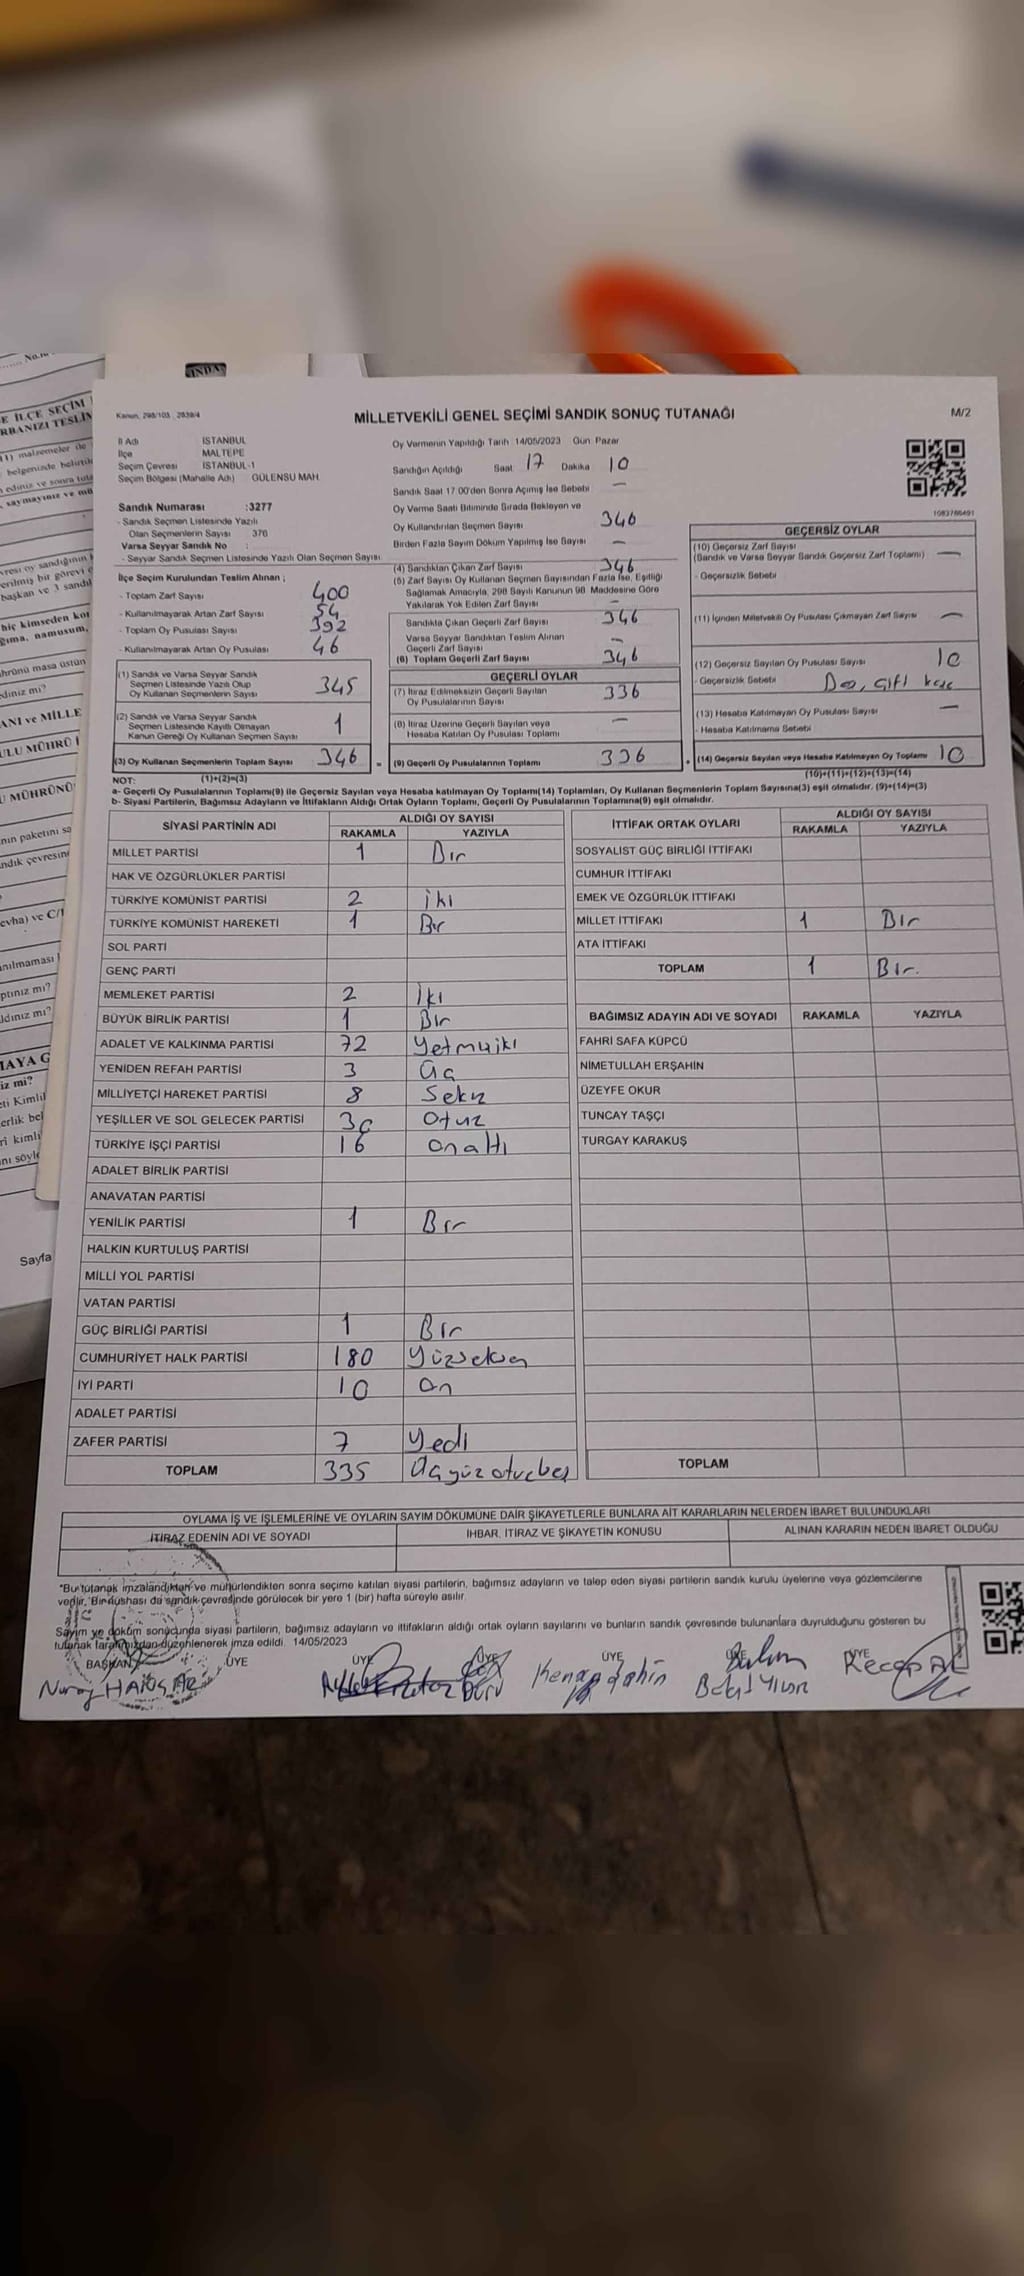 MİLLETVEKİLİ GENEL SEÇİMİ SANDIK SONUÇ TUTANAĞI
M/2
İl Adı İSTANBUL
İlçe MALTEPE
Seçim Çevresi İSTANBUL-1
Seçim Bölgesi (Mahalle Adı) GÜLENSU MAH.
Sandık Numarası :3277
- Sandık Seçmen Listesinde Yazılı
Olan Seçmenlerin Sayısı : 376
Varsa Seyyar Sandık No :
- Seyyar Sandık Seçmen Listesinde Yazılı Olan Seçmen Sayısı:
Oy Vermenin Yapıldığı Tarih 14/05/2023 Gün Pazar
Sandığın Açıldığı Saat 17 Dakika 10
Sandık Saat 17.00'den Sonra Açımış İse Sebebi —
Oy Verme Saati Bitiminde Sırada Bekleyen ve
Oy Kullandırılan Seçmen Sayısı 346
Birden Fazla Sayım Döküm Yapılmış İse Sayısı —
(4) Sandıktan Çıkan Zarf Sayısı 346
(5) Zarf Sayısı Oy Kullanan Seçmen Sayısından Fazla İse, Eşitliği
Sağlamak Amacıyla, 298 Sayılı Kanunun 98. Maddesine Göre
Yakılarak Yok Edilen Zarf Sayısı —
İlçe Seçim Kurulundan Teslim Alınan ;
- Toplam Zarf Sayısı 400
- Kullanılmayarak Artan Zarf Sayısı 54
- Toplam Oy Pusulası Sayısı 392
- Kullanılmayarak Artan Oy Pusulası 46
Sandıkta Çıkan Geçerli Zarf Sayısı 346
Varsa Seyyar Sandıktan Teslim Alınan
Geçerli Zarf Sayısı —
(6) Toplam Geçerli Zarf Sayısı 346
(1) Sandık ve Varsa Seyyar Sandık
Seçmen Listesinde Yazılı Olup
Oy Kullanan Seçmenlerin Sayısı 345
(2) Sandık ve Varsa Seyyar Sandık
Seçmen Listesinde Kayıtlı Olmayan
Kanun Gereği Oy Kullanan Seçmen Sayısı 1
(3) Oy Kullanan Seçmenlerin Toplam Sayısı 346 =
GEÇERLİ OYLAR
(7) İtiraz Edilmeksizin Geçerli Sayılan
Oy Pusulalarının Sayısı 336
(8) İtiraz Üzerine Geçerli Sayılan veya
Hesaba Katılan Oy Pusulası Toplamı —
(9) Geçerli Oy Pusulalarının Toplamı 336 +
GEÇERSİZ OYLAR
(10) Geçersiz Zarf Sayısı
(Sandık ve Varsa Seyyar Sandık Geçersiz Zarf Toplamı) —
- Geçersizlik Sebebi
(11) İçinden Milletvekili Oy Pusulası Çıkmayan Zarf Sayısı —
(12) Geçersiz Sayılan Oy Pusulası Sayısı 10
- Geçersizlik Sebebi
(13) Hesaba Katılmayan Oy Pusulası Sayısı —
- Hesaba Katılmama Sebebi
(14) Geçersiz Sayılan veya Hesaba Katılmayan Oy Toplamı 10
NOT: (1)+(2)=(3) (10)+(11)+(12)+(13)=(14)
a- Geçerli Oy Pusulalarının Toplamı(9) ile Geçersiz Sayılan veya Hesaba katılmayan Oy Toplamı(14) Toplamları, Oy Kullanan Seçmenlerin Toplam Sayısına(3) eşit olmalıdır. (9)+(14)=(3)
b- Siyasi Partilerin, Bağımsız Adayların ve İttifakların Aldığı Ortak Oyların Toplamı, Geçerli Oy Pusulalarının Toplamına(9) eşit olmalıdır.
SİYASİ PARTİNİN ADI ALDIĞI OY SAYISI
RAKAMLA YAZIYLA
MİLLET PARTİSİ 1 Bir
HAK VE ÖZGÜRLÜKLER PARTİSİ
TÜRKİYE KOMÜNİST PARTİSİ 2 iki
TÜRKİYE KOMÜNİST HAREKETİ 1 Bir
SOL PARTİ
GENÇ PARTİ
MEMLEKET PARTİSİ 2 İki
BÜYÜK BİRLİK PARTİSİ 1 Bir
ADALET VE KALKINMA PARTİSİ 72 Yetmişiki
YENİDEN REFAH PARTİSİ 3 Üç
MİLLİYETÇİ HAREKET PARTİSİ 8 Sekiz
YEŞİLLER VE SOL GELECEK PARTİSİ 30 Otuz
TÜRKİYE İŞÇİ PARTİSİ 16 onaltı
ADALET BİRLİK PARTİSİ
ANAVATAN PARTİSİ
YENİLİK PARTİSİ 1 Bir
HALKIN KURTULUŞ PARTİSİ
MİLLİ YOL PARTİSİ
VATAN PARTİSİ
GÜÇ BİRLİĞİ PARTİSİ 1 Bir
CUMHURİYET HALK PARTİSİ 180 Yüzseksen
İYİ PARTİ 10 On
ADALET PARTİSİ
ZAFER PARTİSİ 7 Yedi
TOPLAM 335 Üçyüzotuzbeş
İTTİFAK ORTAK OYLARI ALDIĞI OY SAYISI
RAKAMLA YAZIYLA
SOSYALİST GÜÇ BİRLİĞİ İTTİFAKI
CUMHUR İTTİFAKI
EMEK VE ÖZGÜRLÜK İTTİFAKI
MİLLET İTTİFAKI 1 Bir
ATA İTTİFAKI
TOPLAM 1 Bir.
BAĞIMSIZ ADAYIN ADI VE SOYADI RAKAMLA YAZIYLA
FAHRİ SAFA KÜPCÜ
NİMETULLAH ERŞAHİN
ÜZEYFE OKUR
TUNCAY TAŞÇI
TURGAY KARAKUŞ
TOPLAM
OYLAMA İŞ VE İŞLEMLERİNE VE OYLARIN SAYIM DÖKÜMÜNE DAİR ŞİKAYETLERLE BUNLARA AİT KARARLARIN NELERDEN İBARET BULUNDUKLARI
İTİRAZ EDENİN ADI VE SOYADI İHBAR, İTİRAZ VE ŞİKAYETİN KONUSU ALINAN KARARIN NEDEN İBARET OLDUĞU
*Bu tutanak imzalandıktan ve mühürlendikten sonra seçime katılan siyasi partilerin, bağımsız adayların ve talep eden siyasi partilerin sandık kurulu üyelerine veya gözlemcilerine
verilir. Bir nüshası da sandık çevresinde görülecek bir yere 1 (bir) hafta süreyle asılır.
Sayım ve döküm sonucunda siyasi partilerin, bağımsız adayların ve ittifakların aldığı ortak oyların sayılarını ve bunların sandık çevresinde bulunanlara duyrulduğunu gösteren bu
tutanak tarafımızdan düzenlenerek imza edildi. 14/05/2023
BAŞKAN ÜYE ÜYE ÜYE ÜYE ÜYE ÜYE
Kenan Şahin